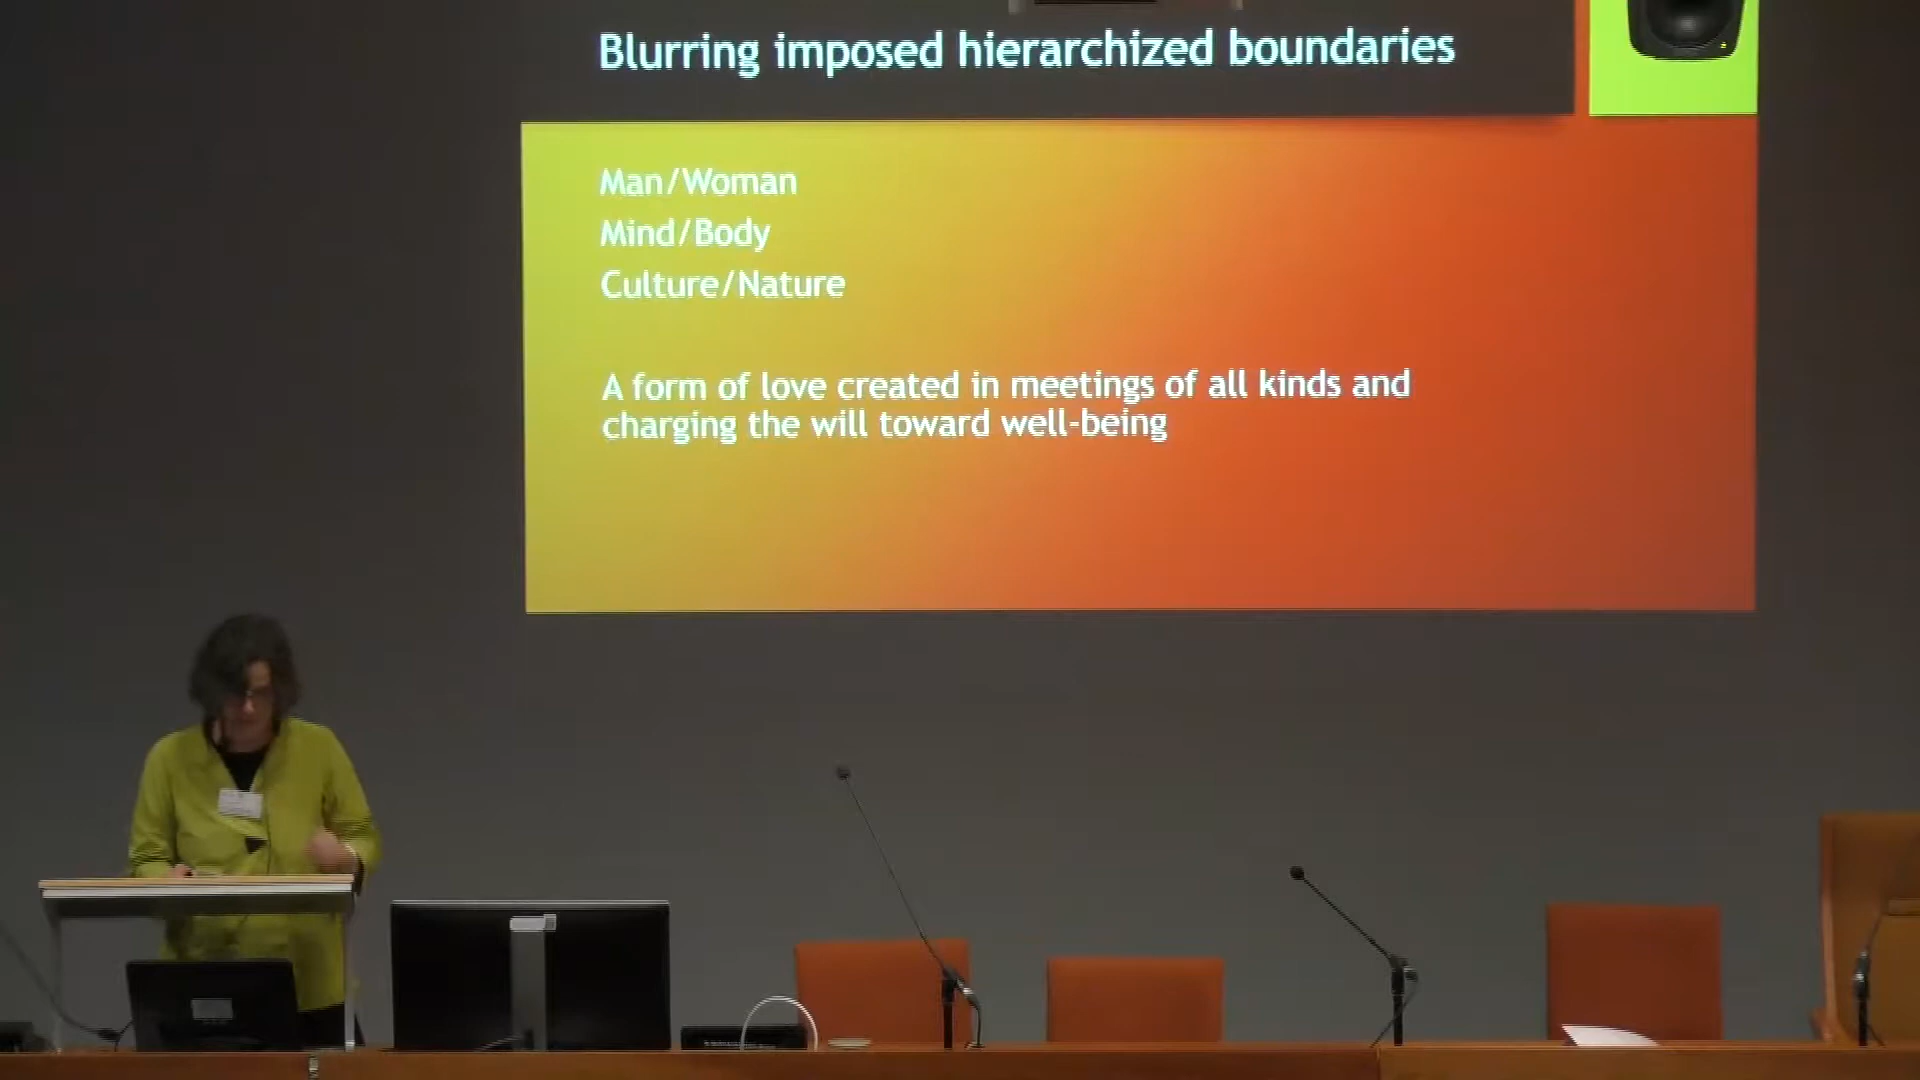 Blurring imposed hierarchized boundaries
Man/Woman
Mind/Body
Culture/Nature
A form of love created in meetings of all kinds and
charging the will toward well-being